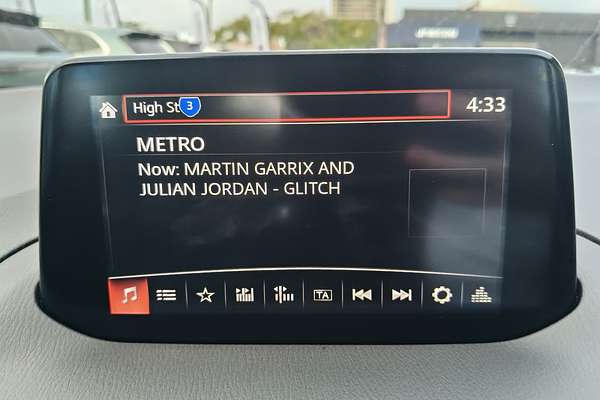 High St 3 4:33
METRO
Now: MARTIN GARRIX AND
JULIAN JORDAN - GLITCH
TA